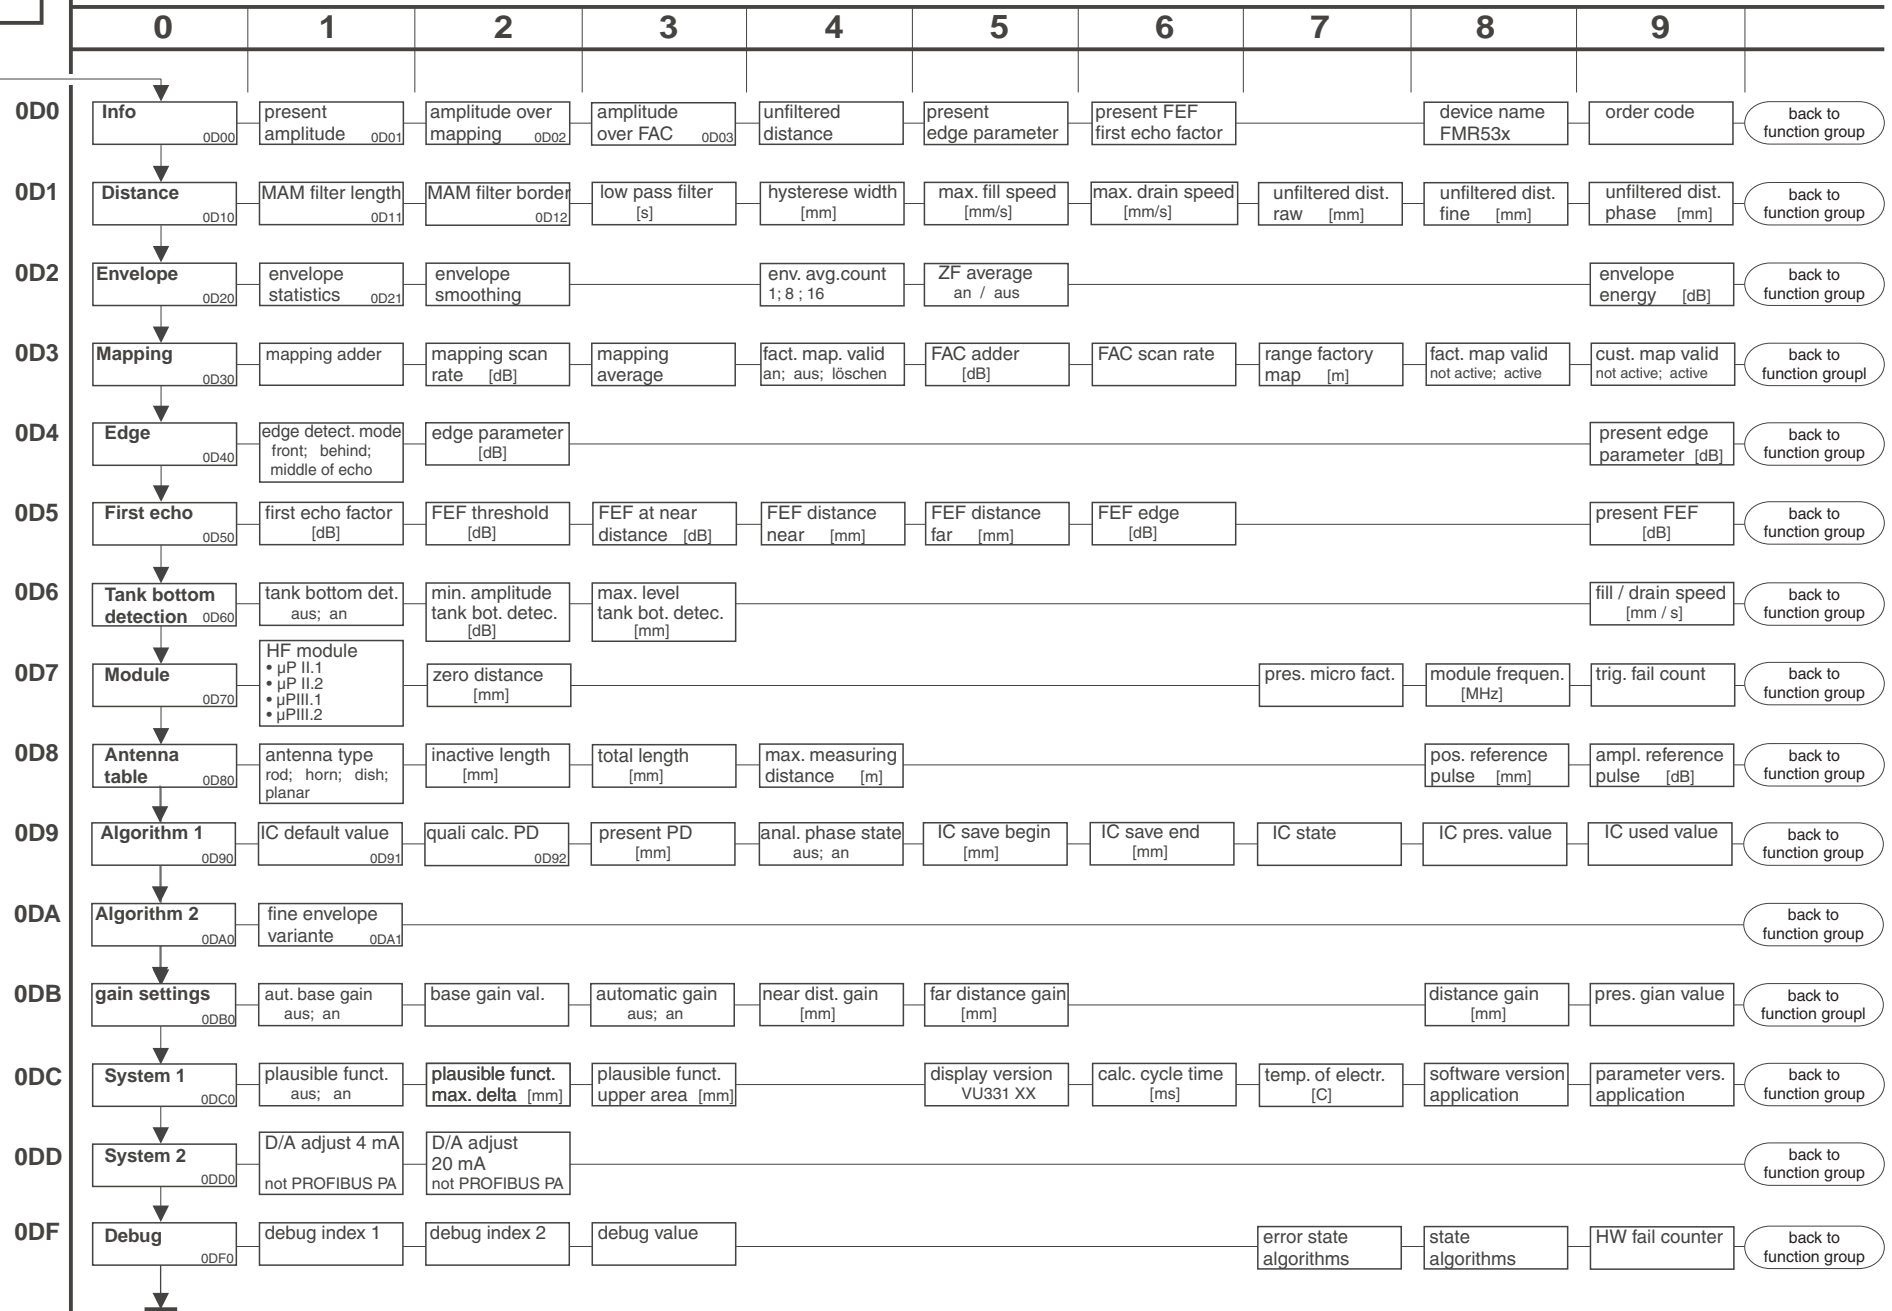 0 1 2 3 4 5 6 7 8 9
0D0
Info
0D00
present
amplitude 0D01
amplitude over
mapping 0D02
amplitude
over FAC 0D03
unfiltered
distance
present
edge parameter
present FEF
first echo factor
device name
FMR53x
order code
back to
function group
0D1
Distance
0D10
MAM filter length
0D11
MAM filter border
0D12
low pass filter
[s]
hysterese width
[mm]
max. fill speed
[mm/s]
max. drain speed
[mm/s]
unfiltered dist.
raw [mm]
unfiltered dist.
fine [mm]
unfiltered dist.
phase [mm]
back to
function group
0D2
Envelope
0D20
envelope
statistics 0D21
envelope
smoothing
env. avg.count
1; 8 ; 16
ZF average
an / aus
envelope
energy [dB]
back to
function group
0D3
Mapping
0D30
mapping adder
mapping scan
rate [dB]
mapping
average
fact. map. valid
an; aus; löschen
FAC adder
[dB]
FAC scan rate
range factory
map [m]
fact. map valid
not active; active
cust. map valid
not active; active
back to
function groupl
0D4
Edge
0D40
edge detect. mode
front; behind;
middle of echo
edge parameter
[dB]
present edge
parameter [dB]
back to
function group
0D5
First echo
0D50
first echo factor
[dB]
FEF threshold
[dB]
FEF at near
distance [dB]
FEF distance
near [mm]
FEF distance
far [mm]
FEF edge
[dB]
present FEF
[dB]
back to
function group
0D6
Tank bottom
detection 0D60
tank bottom det.
aus; an
min. amplitude
tank bot. detec.
[dB]
max. level
tank bot. detec.
[mm]
fill / drain speed
[mm / s]
back to
function group
0D7
Module
0D70
HF module
• µP II.1
• µP II.2
• µPIII.1
• µPIII.2
zero distance
[mm]
pres. micro fact.
module frequen.
[MHz]
trig. fail count
back to
function group
0D8
Antenna
table 0D80
antenna type
rod; horn; dish;
planar
inactive length
[mm]
total length
[mm]
max. measuring
distance [m]
pos. reference
pulse [mm]
ampl. reference
pulse [dB]
back to
function group
0D9
Algorithm 1
0D90
IC default value
0D91
quali calc. PD
0D92
present PD
[mm]
anal. phase state
aus; an
IC save begin
[mm]
IC save end
[mm]
IC state
IC pres. value
IC used value
back to
function group
0DA
Algorithm 2
0DA0
fine envelope
variante 0DA1
back to
function group
0DB
gain settings
0DB0
aut. base gain
aus; an
base gain val.
automatic gain
aus; an
near dist. gain
[mm]
far distance gain
[mm]
distance gain
[mm]
pres. gian value
back to
function groupl
0DC
System 1
0DC0
plausible funct.
aus; an
plausible funct.
max. delta [mm]
plausible funct.
upper area [mm]
display version
VU331 XX
calc. cycle time
[ms]
temp. of electr.
[C]
software version
application
parameter vers.
application
back to
function group
0DD
System 2
0DD0
D/A adjust 4 mA
not PROFIBUS PA
D/A adjust
20 mA
not PROFIBUS PA
back to
function group
0DF
Debug
0DF0
debug index 1
debug index 2
debug value
error state
algorithms
state
algorithms
HW fail counter
back to
function group